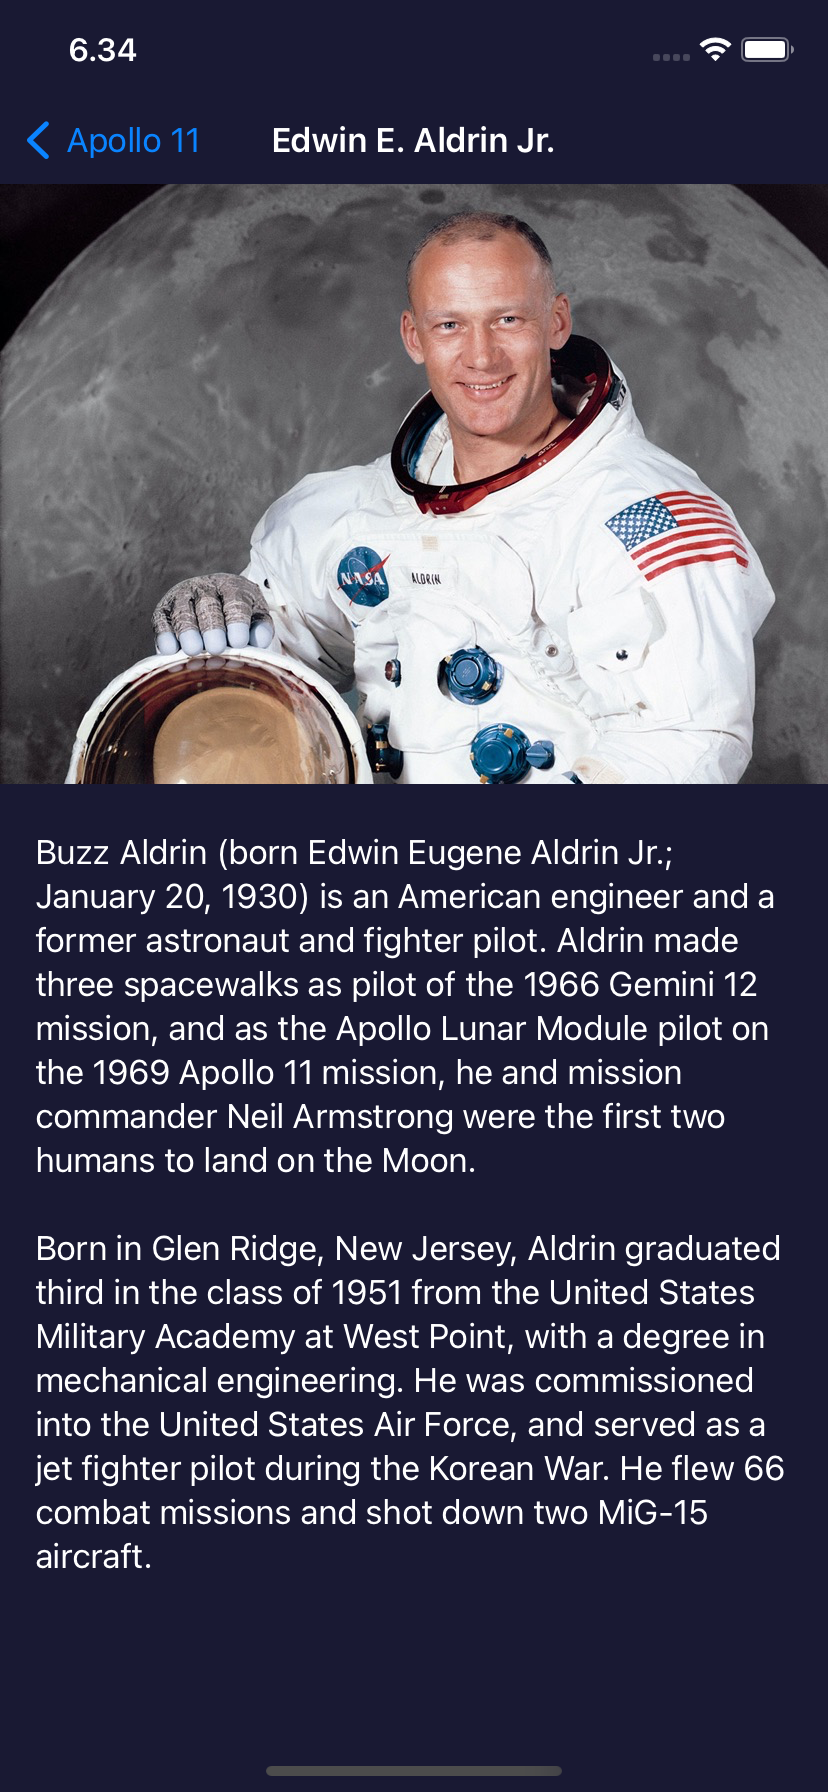 6.34
Apollo 11
Edwin E. Aldrin Jr.
NASA
ALDRIN
Buzz Aldrin (born Edwin Eugene Aldrin Jr.;
January 20, 1930) is an American engineer and a
former astronaut and fighter pilot. Aldrin made
three spacewalks as pilot of the 1966 Gemini 12
mission, and as the Apollo Lunar Module pilot on
the 1969 Apollo 11 mission, he and mission
commander Neil Armstrong were the first two
humans to land on the Moon.
Born in Glen Ridge, New Jersey, Aldrin graduated
third in the class of 1951 from the United States
Military Academy at West Point, with a degree in
mechanical engineering. He was commissioned
into the United States Air Force, and served as a
jet fighter pilot during the Korean War. He flew 66
combat missions and shot down two MiG-15
aircraft.